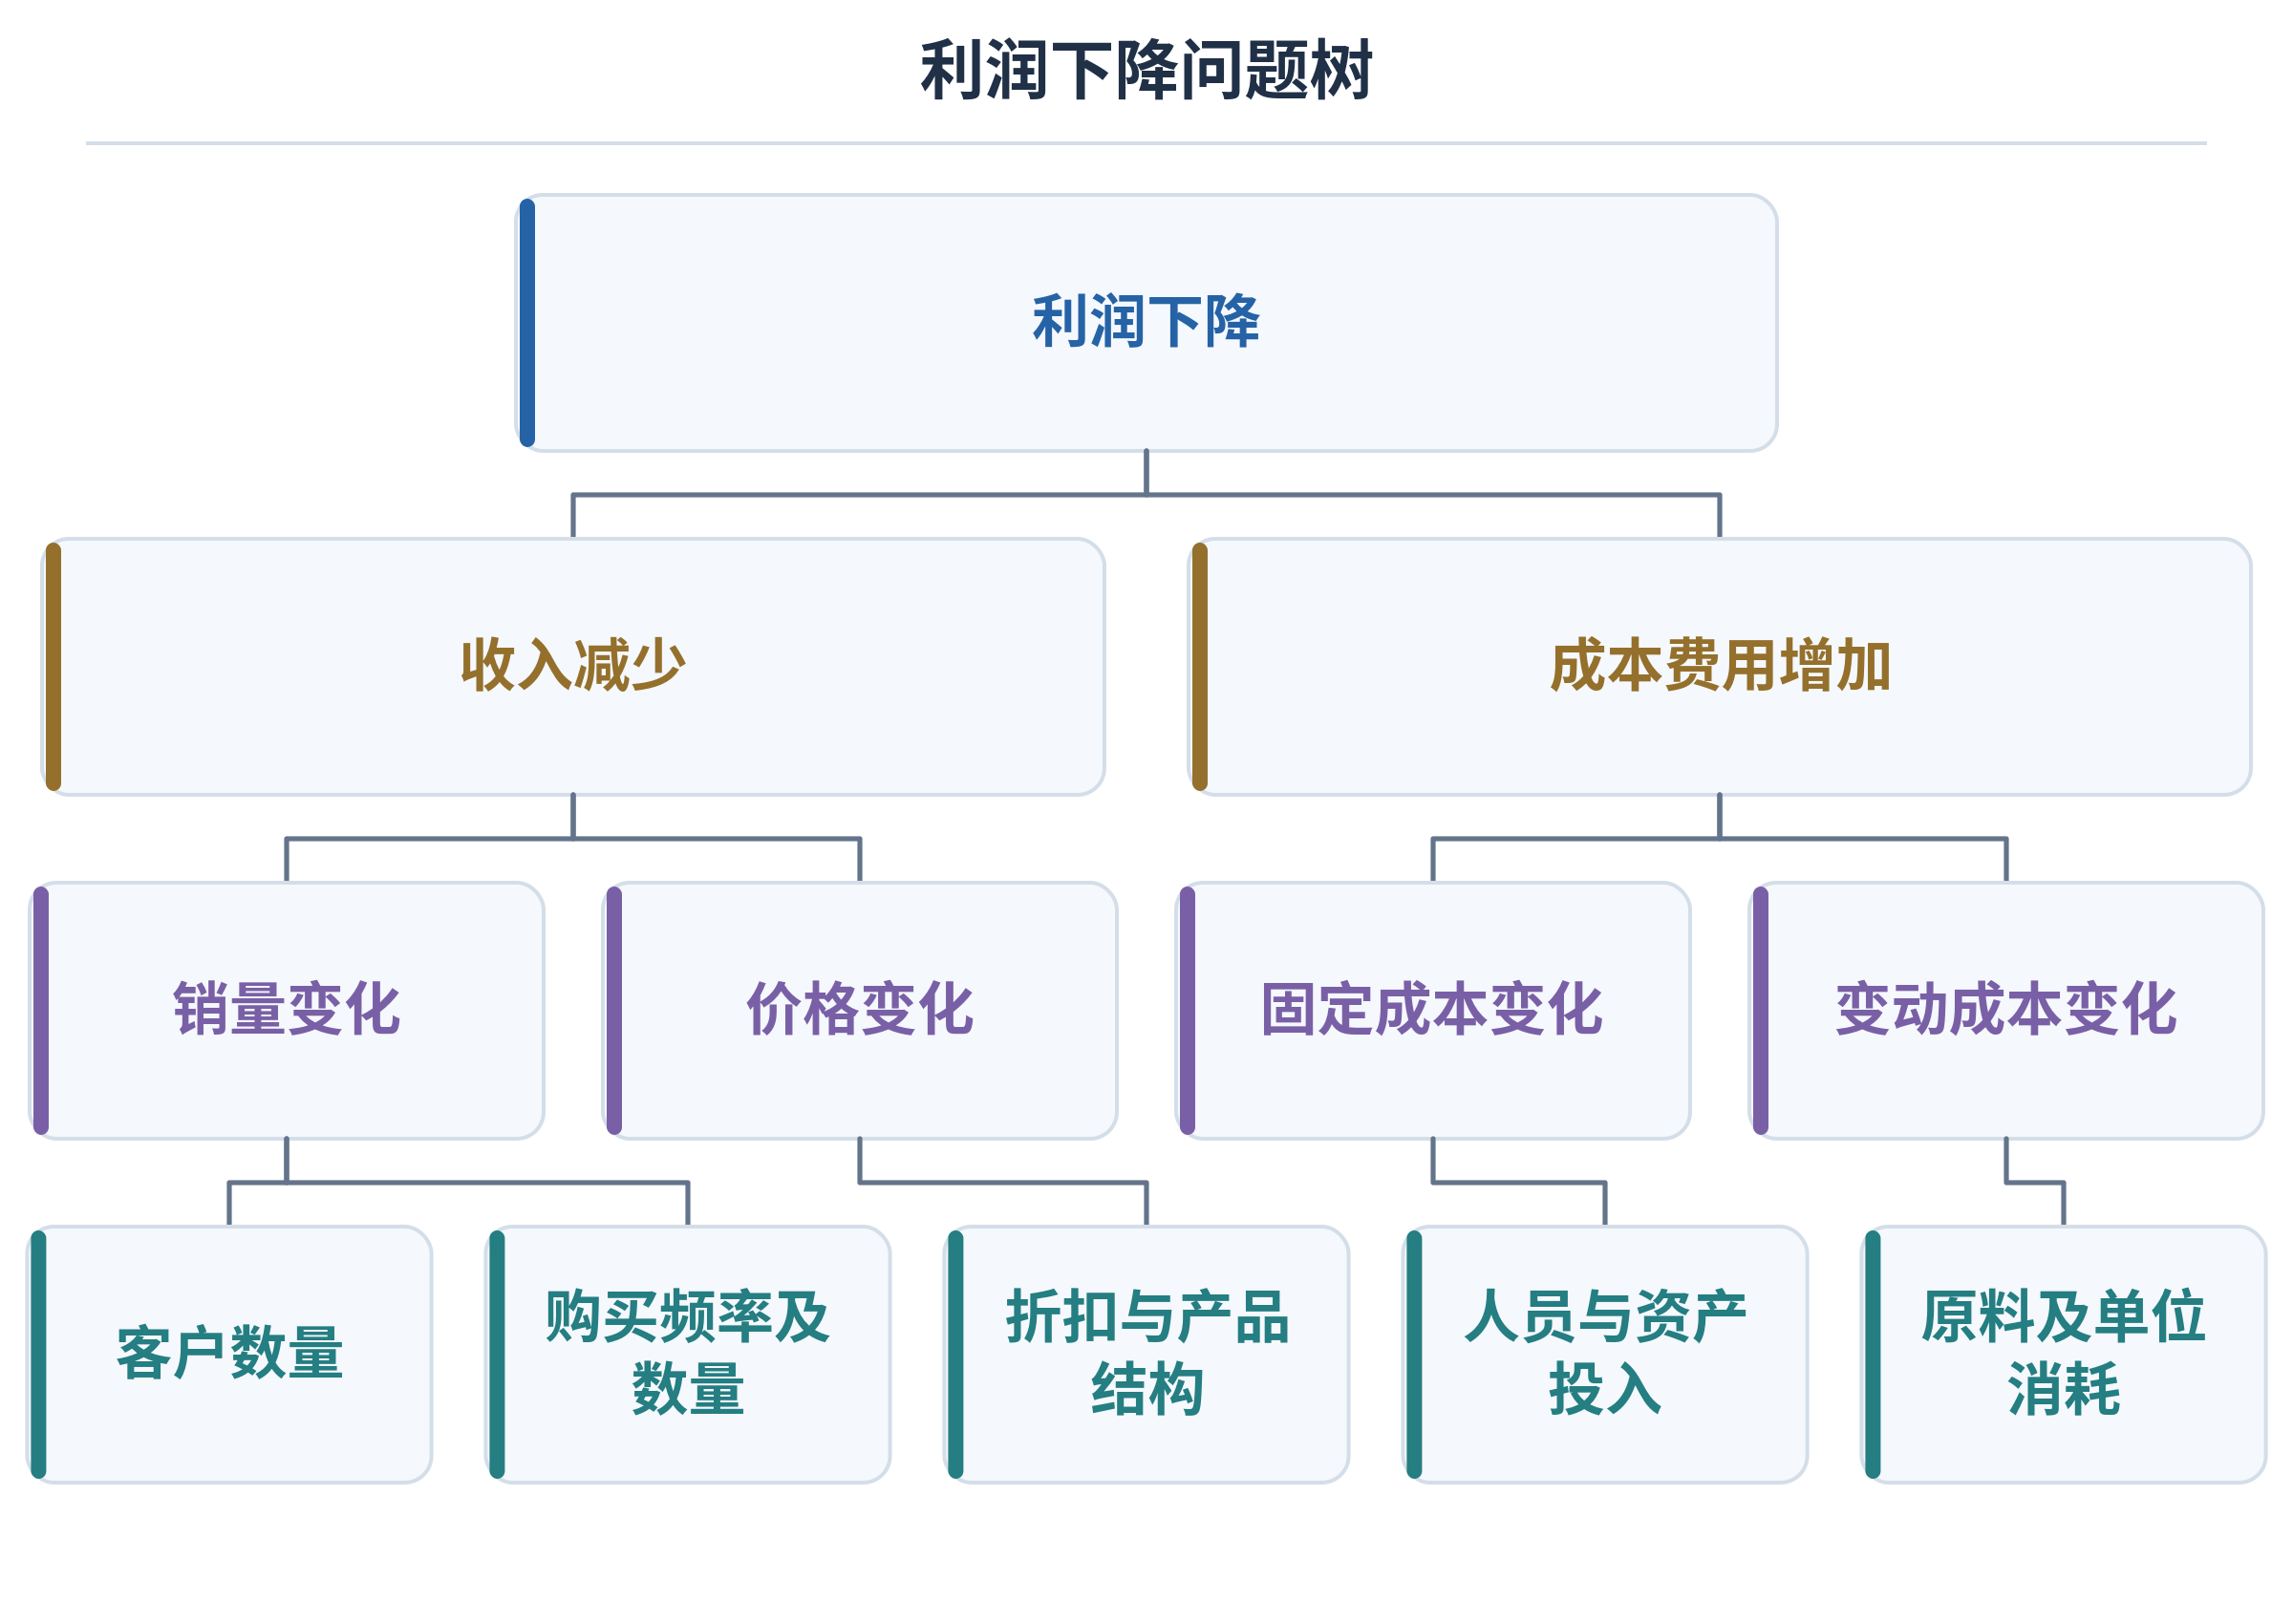 利润下降问题树
利润下降
收入减少
成本费用增加
销量变化
价格变化
固定成本变化
变动成本变化
客户数量
购买频率及
数量
折扣与产品
结构
人员与资产
投入
原料及单位
消耗